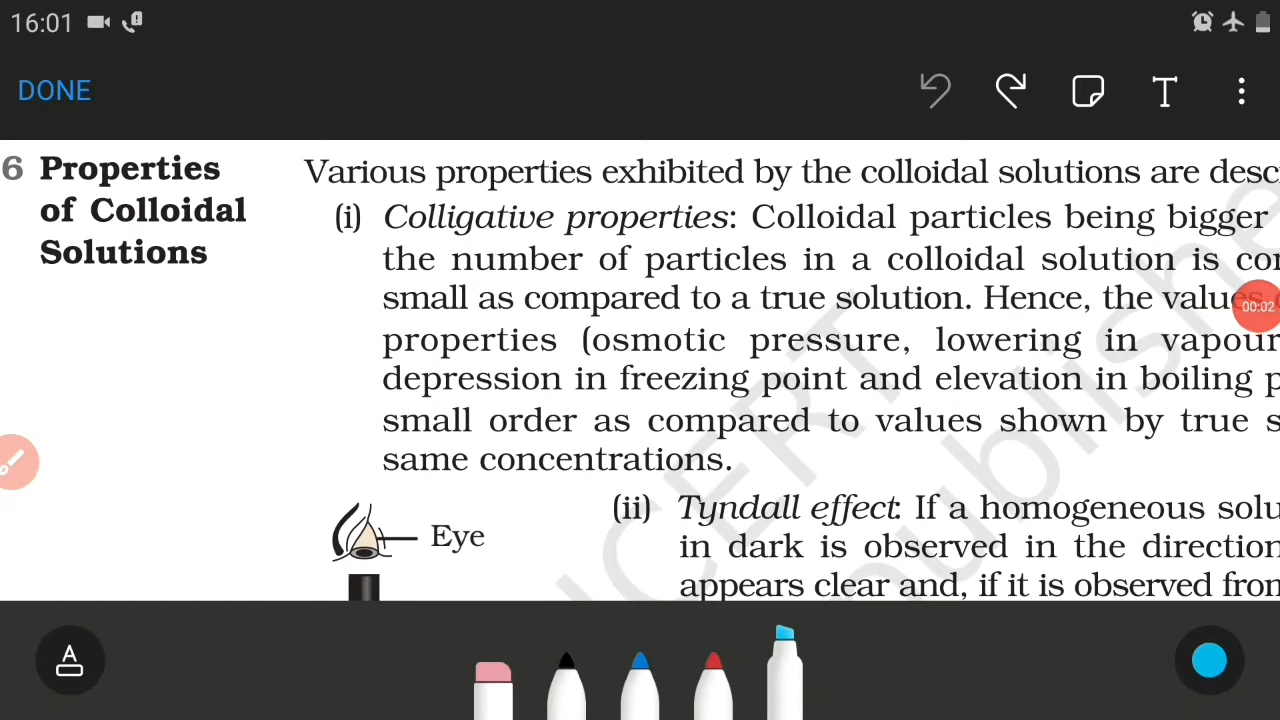 16:01
DONE
T
6 Properties
of Colloidal
Solutions
Various properties exhibited by the colloidal solutions are
(i) Colligative properties: Colloidal particles being bigger
the number of particles in a colloidal solution is
small as compared to a true solution. Hence, the values
00:02
properties (osmotic pressure, lowering in vapour
depression in freezing point and elevation in boiling
small order as compared to values shown by true
same concentrations.
Eye
(ii) Tyndall effect: If a homogeneous
in dark is observed in the direction
appears clear and, if it is observed from
A